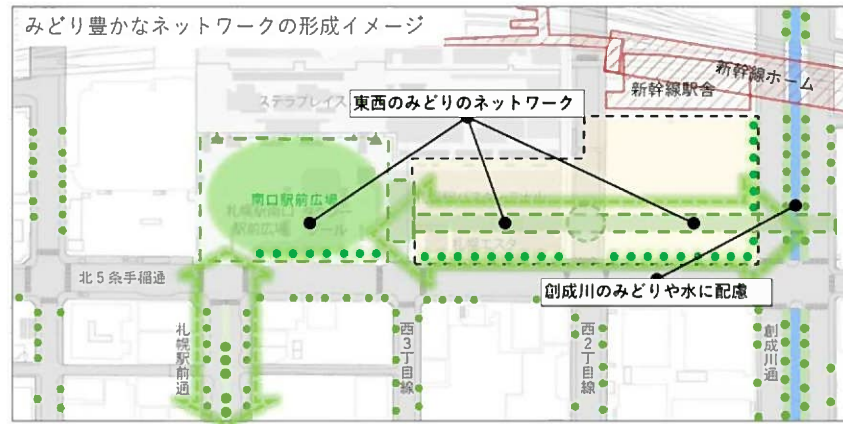 みどり豊かなネットワークの形成イメージ
新幹線ホーム
新幹線駅舎
ステラプレイス
東西のみどりのネットワーク
南口駅前広場
札幌駅南口
駅前広場
札幌エスタ
北5条手稲通
創成川のみどりや水に配慮
札幌駅前通
西3丁目線
西2丁目線
創成川通